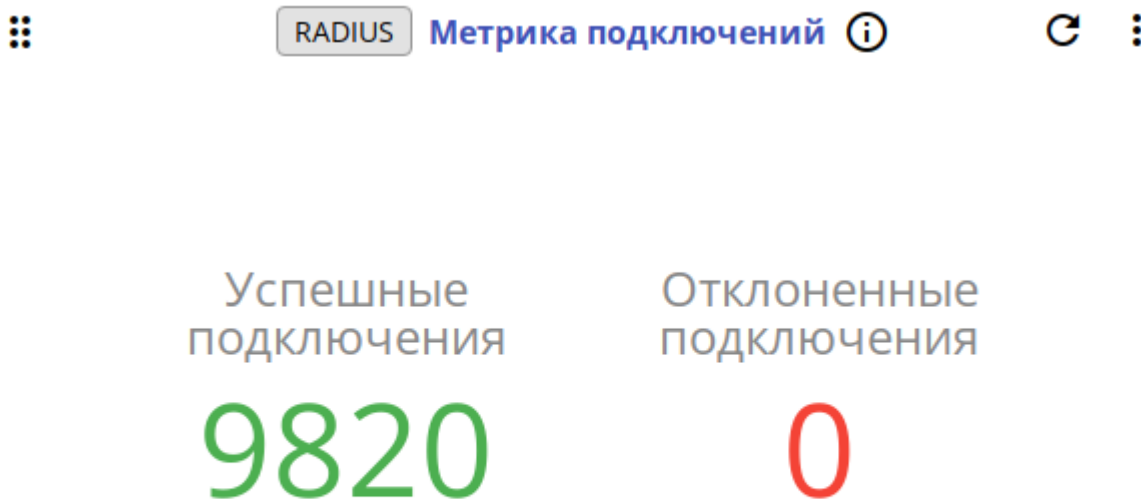 RADIUS Метрика подключений
Успешные
подключения
Отклоненные
подключения
9820
0